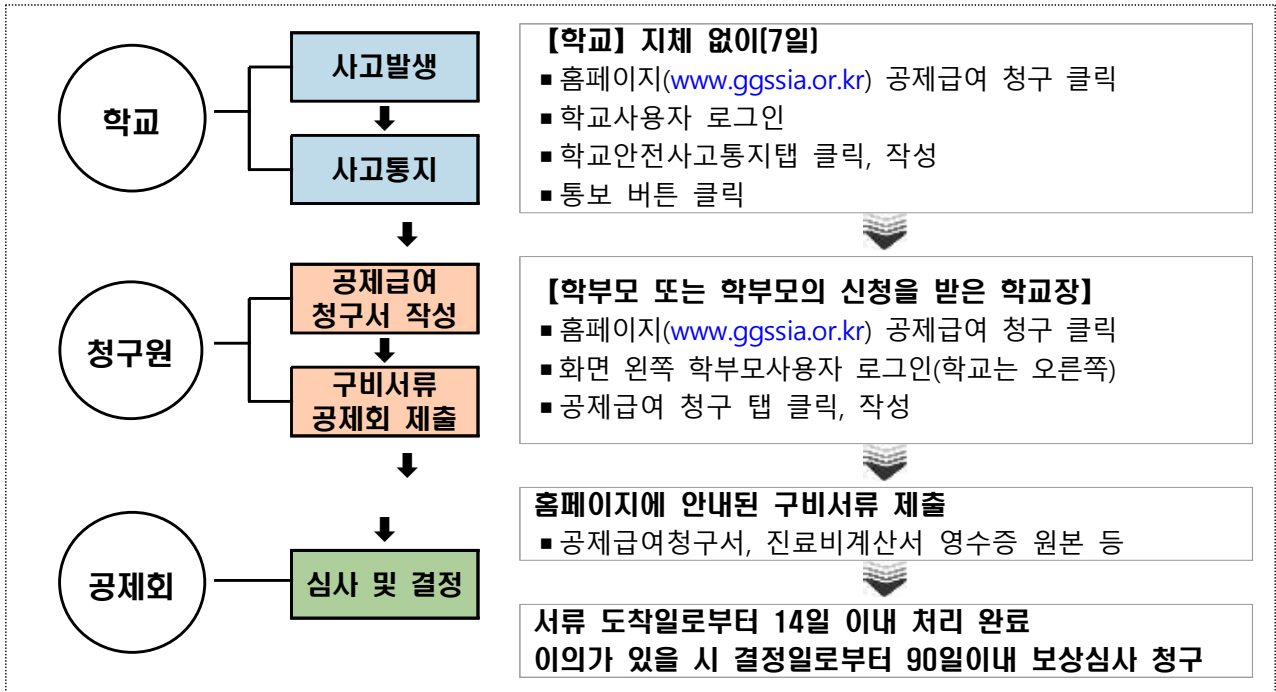 학교
사고발생
사고통지
【학교】 지체 없이(7일)
▪홈페이지(www.ggssia.or.kr) 공제급여 청구 클릭
▪학교사용자 로그인
▪학교안전사고통지탭 클릭, 작성
▪통보 버튼 클릭
청구원
공제급여
청구서 작성
구비서류
공제회 제출
【학부모 또는 학부모의 신청을 받은 학교장】
▪홈페이지(www.ggssia.or.kr) 공제급여 청구 클릭
▪화면 왼쪽 학부모사용자 로그인(학교는 오른쪽)
▪공제급여 청구 탭 클릭, 작성
공제회
심사 및 결정
홈페이지에 안내된 구비서류 제출
▪공제급여청구서, 진료비계산서 영수증 원본 등
서류 도착일로부터 14일 이내 처리 완료
이의가 있을 시 결정일로부터 90일이내 보상심사 청구